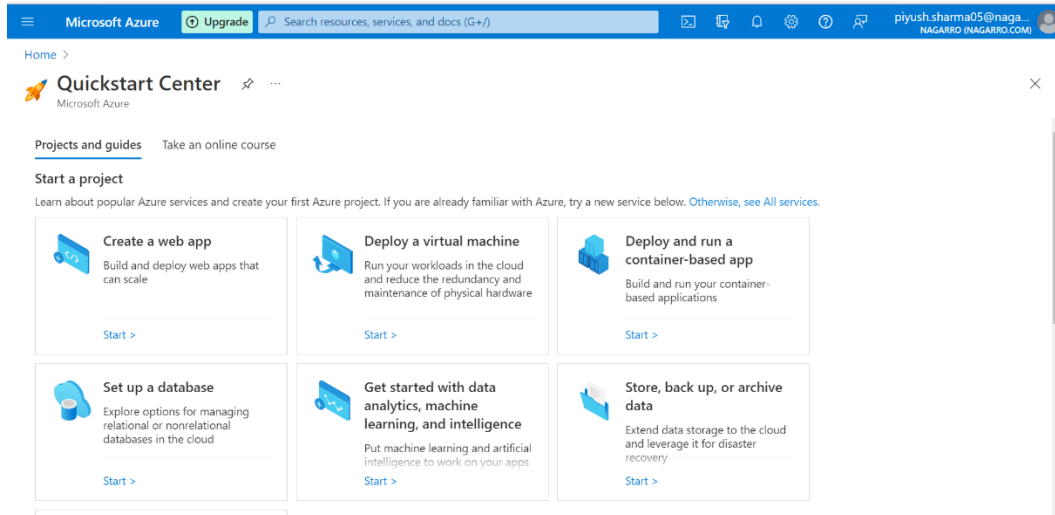 Microsoft Azure
Upgrade
Search resources, services, and docs (G+/)
piyush.sharma05@naga...
NAGARRO (NAGARRO.COM)
Home >
Quickstart Center
...
Microsoft Azure
Projects and guides
Take an online course
Start a project
Learn about popular Azure services and create your first Azure project. If you are already familiar with Azure, try a new service below. Otherwise, see All services.
Create a web app
Build and deploy web apps that
can scale
Start >
Deploy a virtual machine
Run your workloads in the cloud
and reduce the redundancy and
maintenance of physical hardware
Start >
Deploy and run a
container-based app
Build and run your container-
based applications
Start >
Set up a database
Explore options for managing
relational or nonrelational
databases in the cloud
Start >
Get started with data
analytics, machine
learning, and intelligence
Put machine learning and artificial
intelligence to work on your apps
Start >
Store, back up, or archive
data
Extend data storage to the cloud
and leverage it for disaster
recovery
Start >